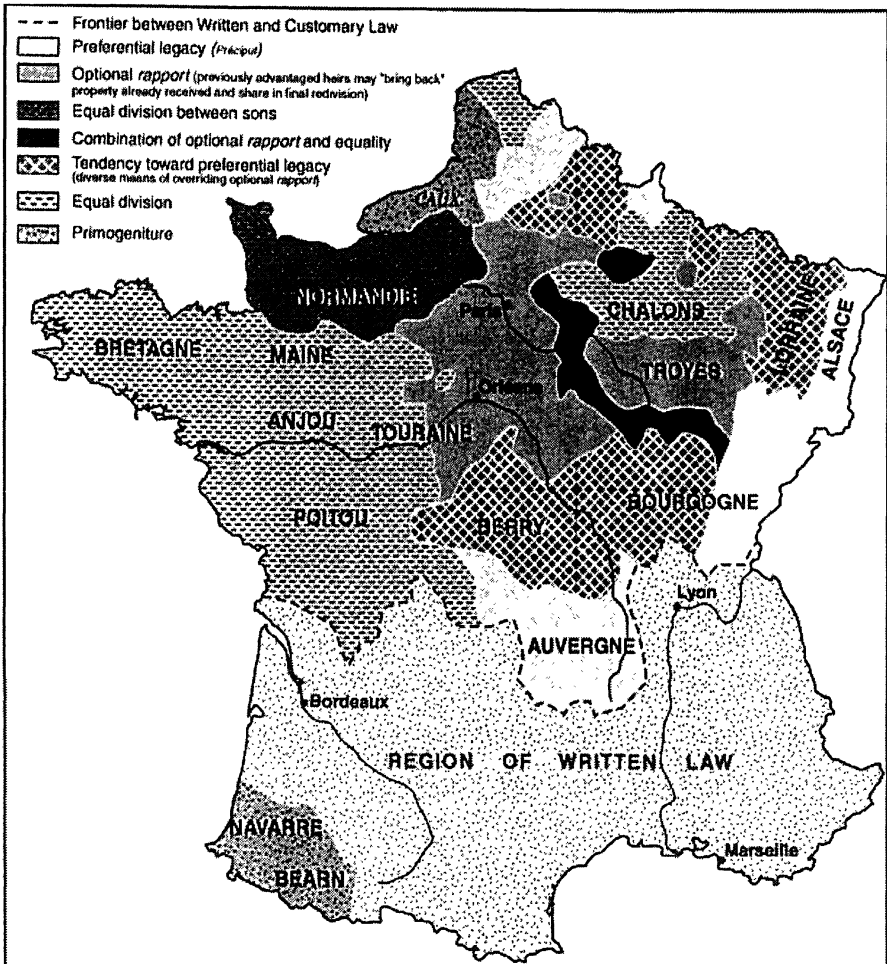 Frontier between Written and Customary Law
Preferential legacy (Préciput)
Optional rapport (previously advantaged heirs may "bring back"
property already received and share in final redivision)
Equal division between sons
Combination of optional rapport and equality
Tendency toward preferential legacy
(diverse means of overriding optional rapport)
Equal division
Primogeniture
CAUX
NORMANDIE
Paris
CHALONS
LORRAINE
ALSACE
BRETAGNE
MAINE
TROYES
Orléans
ANJOU
TOURAINE
POITOU
BERRY
BOURGOGNE
Lyon
AUVERGNE
Bordeaux
REGION OF WRITTEN LAW
NAVARRE
BEARN
Marseille